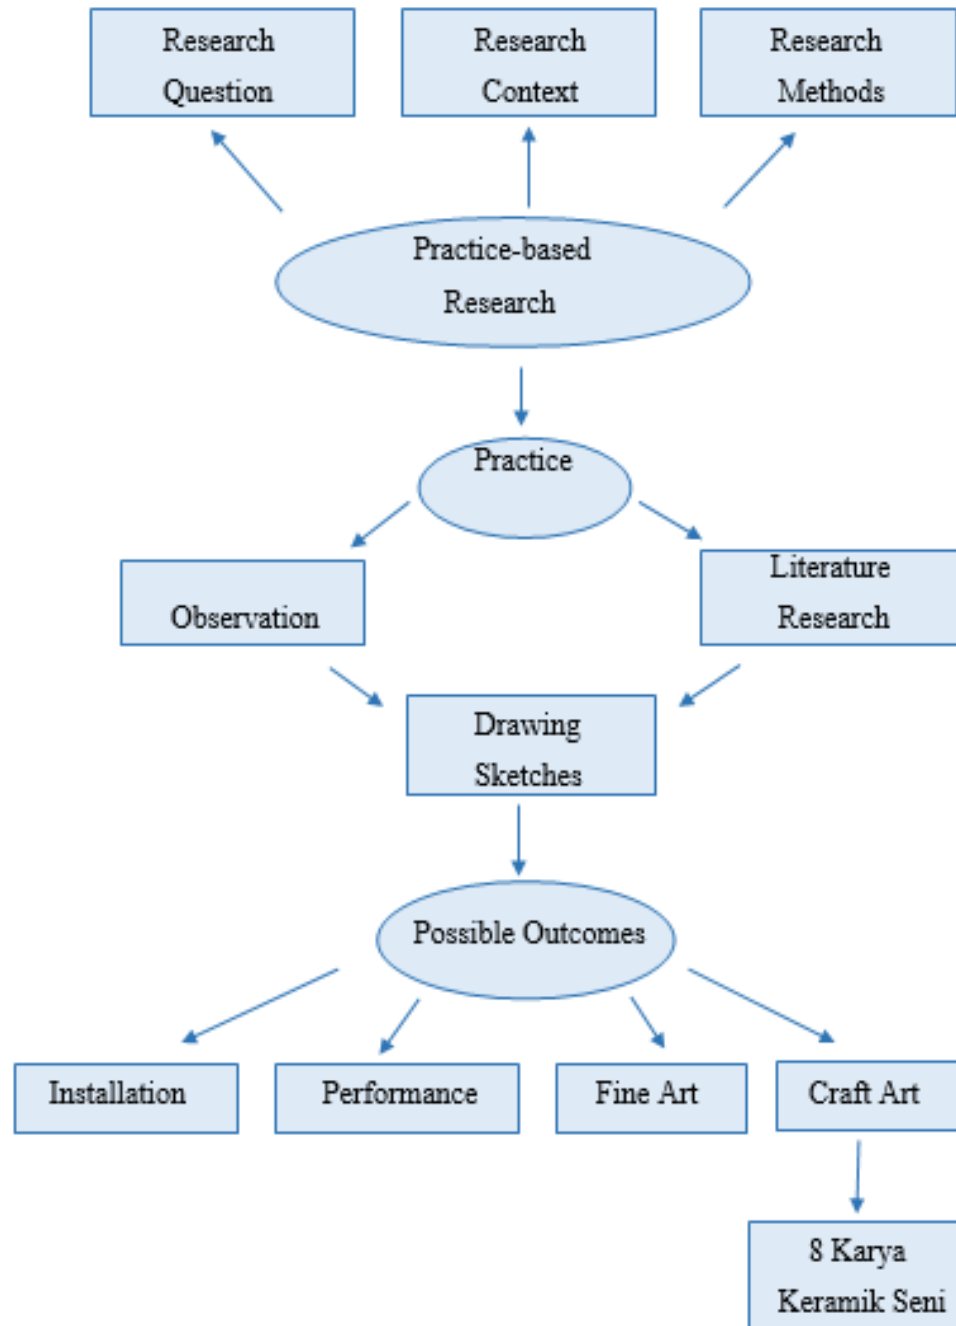 Research
Question
Research
Context
Research
Methods
Practice-based
Research
Practice
Observation
Literature
Research
Drawing
Sketches
Possible Outcomes
Installation
Performance
Fine Art
Craft Art
8 Karya
Keramik Seni